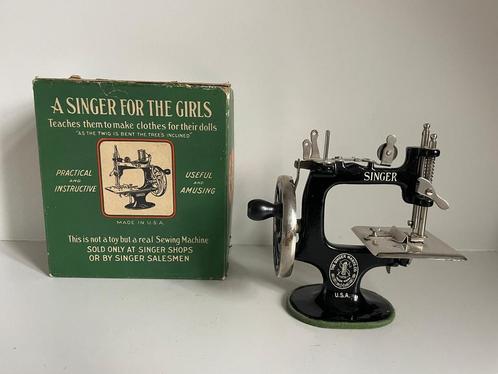 A SINGER FOR THE GIRLS
Teaches them to make clothes for their dolls
"AS THE TWIG IS BENT THE TREE'S INCLINED"
PRACTICAL
AND
INSTRUCTIVE
USEFUL
AND
AMUSING
MADE IN U.S.A.
This is not a toy but a real Sewing Machine
SOLD ONLY AT SINGER SHOPS
OR BY SINGER SALESMEN
SINGER
U.S.A.